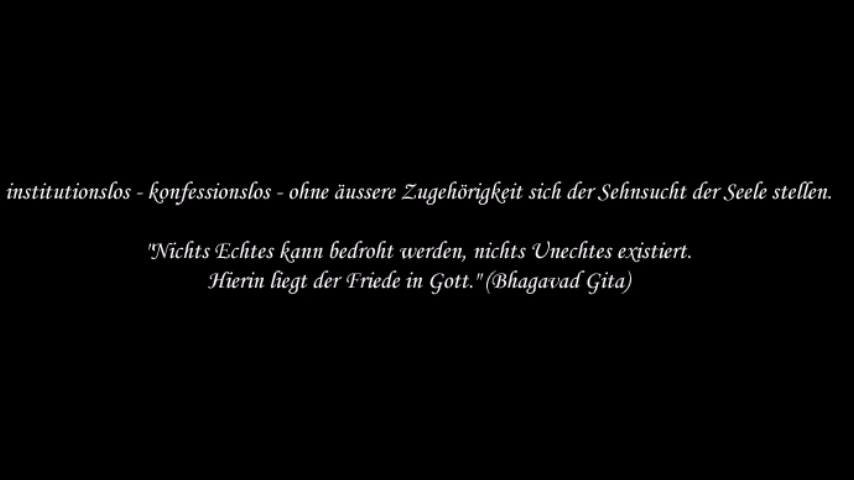 institutionslos - konfessionslos - ohne äussere Zugehörigkeit sich der Sehnsucht der Seele stellen.
"Nichts Echtes kann bedroht werden, nichts Unechtes existiert.
Hierin liegt der Friede in Gott." (Bhagavad Gita)